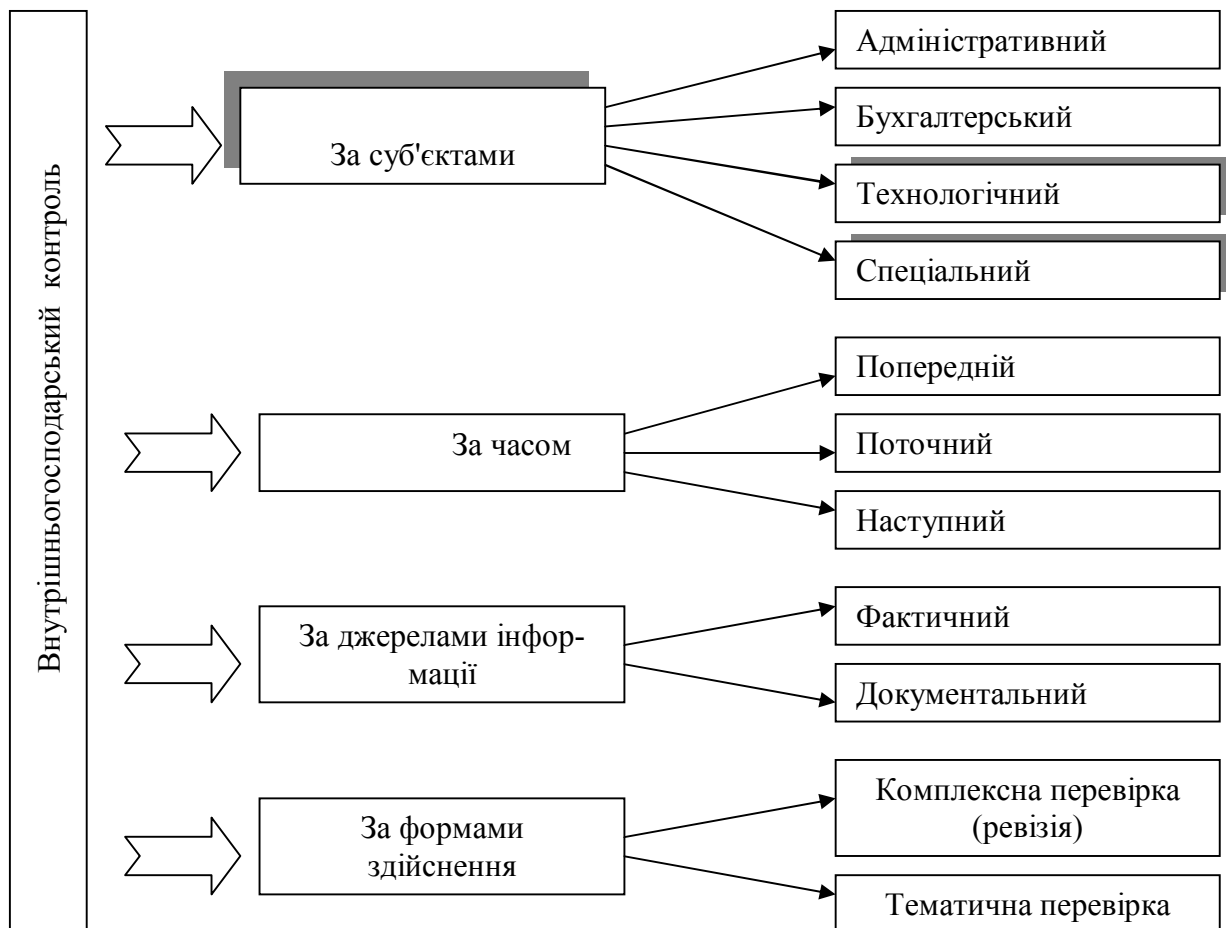 Внутрішньогосподарський контроль
За суб'єктами
Адміністративний
Бухгалтерський
Технологічний
Спеціальний
За часом
Попередній
Поточний
Наступний
За джерелами інфор-
мації
Фактичний
Документальний
За формами
здійснення
Комплексна перевірка
(ревізія)
Тематична перевірка